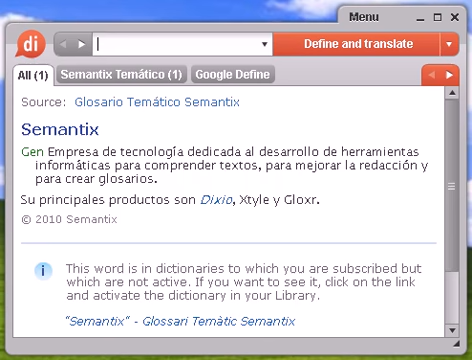 Menu
di
Define and translate
All (1)
Semantix Temático (1)
Google Define
Source: Glosario Temático Semantix
Semantix
Gen Empresa de tecnología dedicada al desarrollo de herramientas
informáticas para comprender textos, para mejorar la redacción y
para crear glosarios.
Su principales productos son Dixio, Xtyle y Gloxr.
© 2010 Semantix
i
This word is in dictionaries to which you are subscribed but
which are not active. If you want to see it, click on the link
and activate the dictionary in your Library.
"Semantix" - Glossari Temàtic Semantix